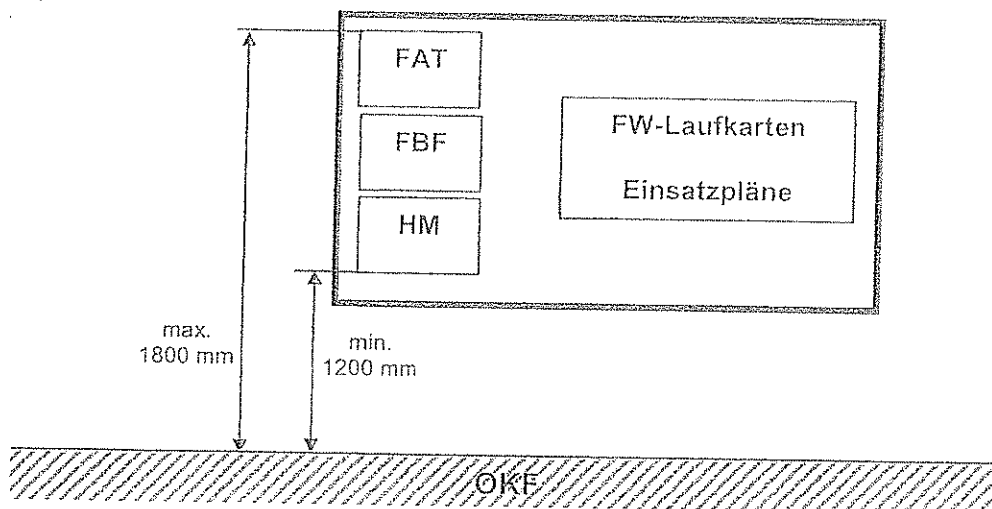 FAT
FBF
HM
FW-Laufkarten
Einsatzpläne
max.
1800 mm
min.
1200 mm
OKF